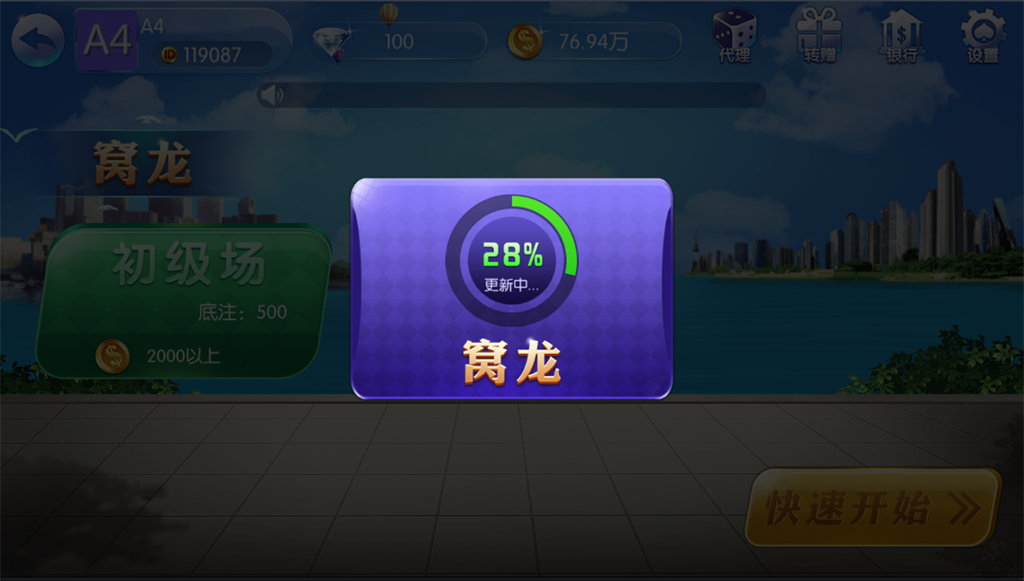 A4
A4
119087
100
76.94万
代理
转赠
银行
设置
窝龙
初级场
底注：500
2000以上
28%
更新中...
窝龙
快速开始